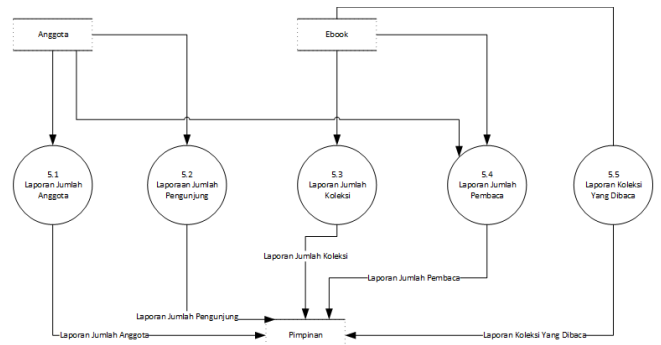 Anggota
Ebook
5.1
Laporan Jumlah
Anggota
5.2
Laporaan Jumlah
Pengunjung
5.3
Laporan Jumlah
Koleksi
5.4
Laporan Jumlah
Pembaca
5.5
Laporan Koleksi
Yang Dibaca
Laporan Jumlah Koleksi
Laporan Jumlah Pembaca
Laporan Jumlah Pengunjung
Laporan Jumlah Anggota
Pimpinan
Laporan Koleksi Yang Dibaca